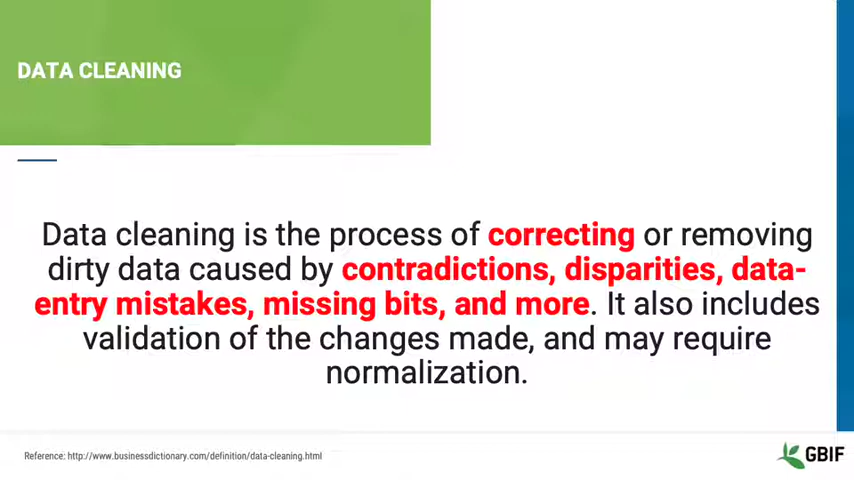 DATA CLEANING
Data cleaning is the process of correcting or removing
dirty data caused by contradictions, disparities, data-
entry mistakes, missing bits, and more. It also includes
validation of the changes made, and may require
normalization.
Reference: http://www.businessdictionary.com/definition/data-cleaning.html
GBIF